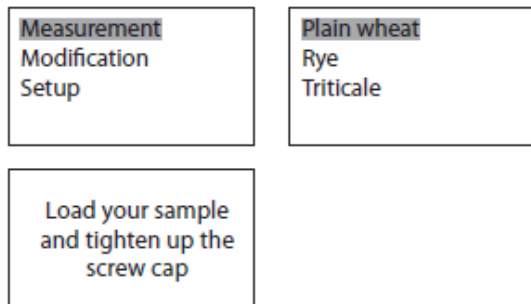 Measurement
Modification
Setup
Plain wheat
Rye
Triticale
Load your sample
and tighten up the
screw cap